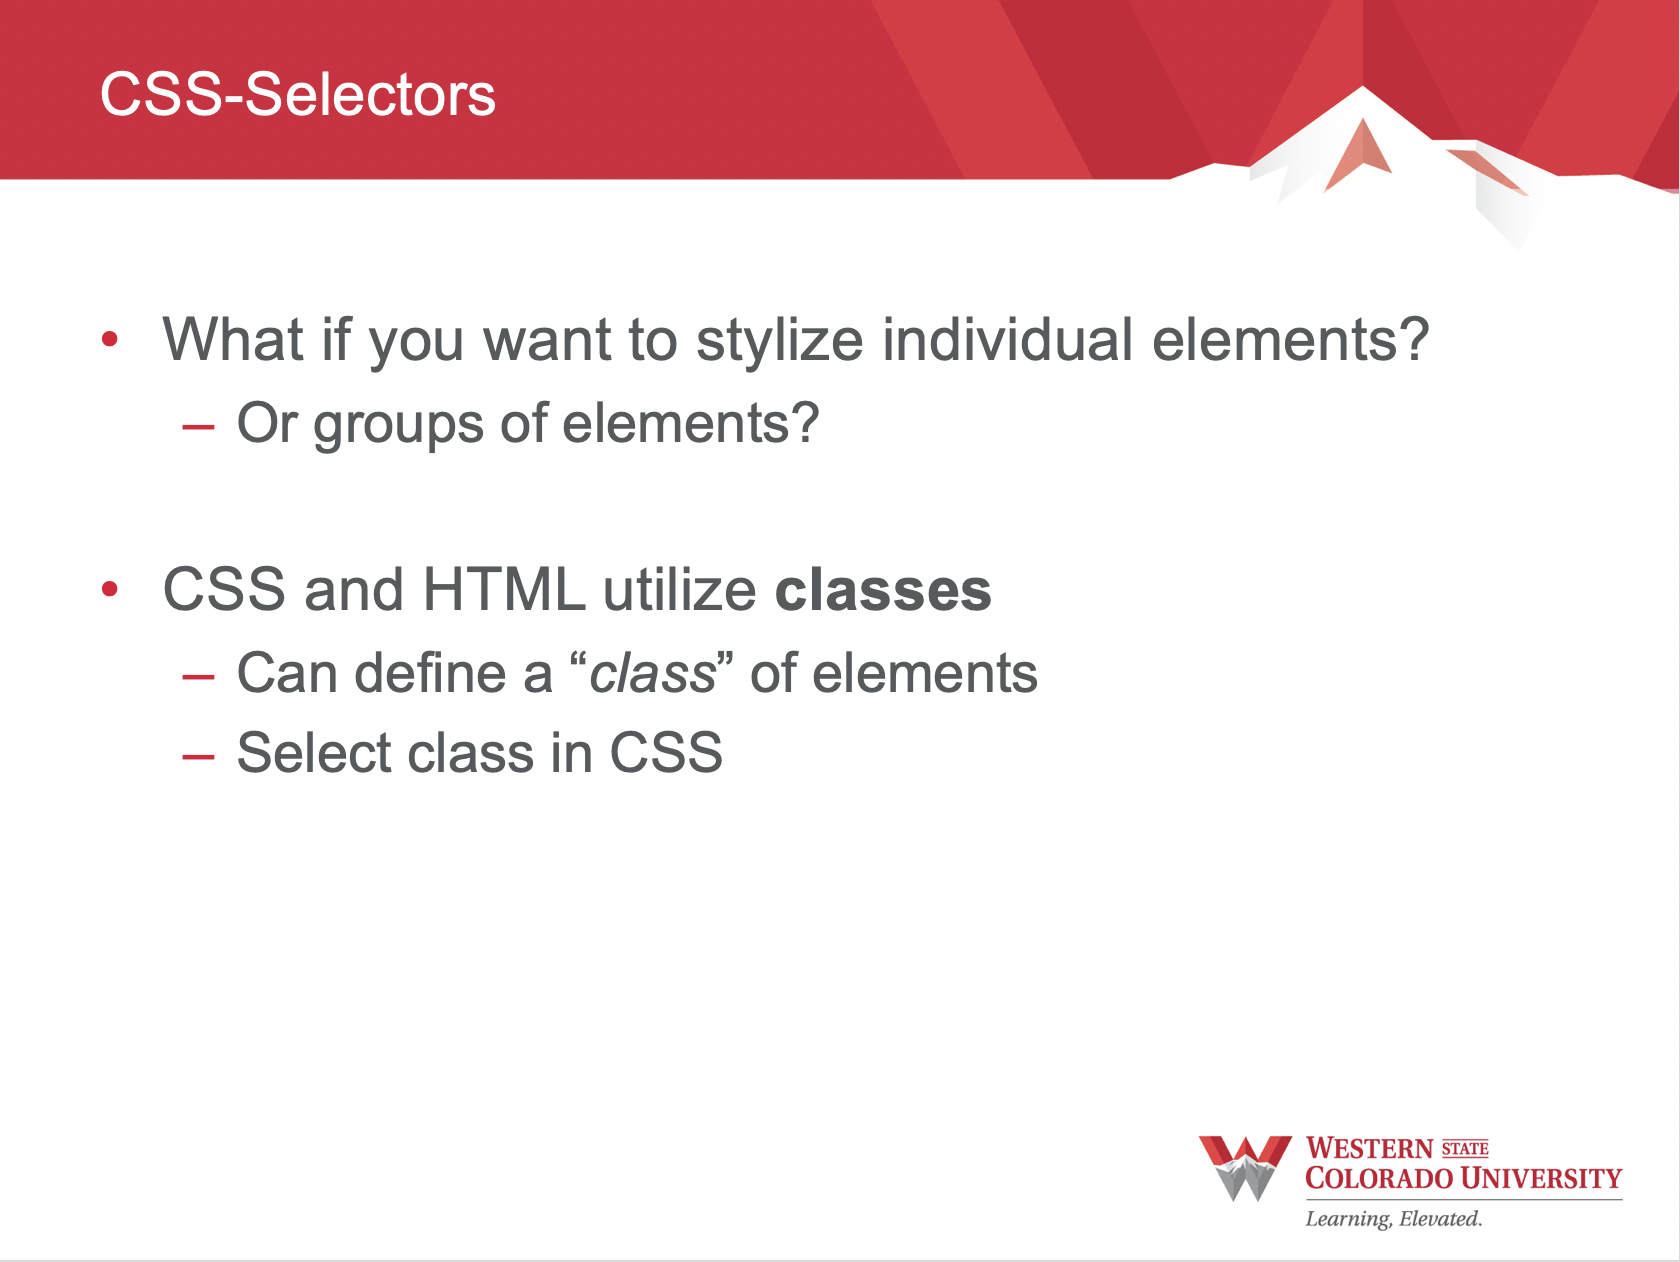 CSS-Selectors
• What if you want to stylize individual elements?
– Or groups of elements?
• CSS and HTML utilize classes
– Can define a “class” of elements
– Select class in CSS
WESTERN STATE
COLORADO UNIVERSITY
Learning, Elevated.